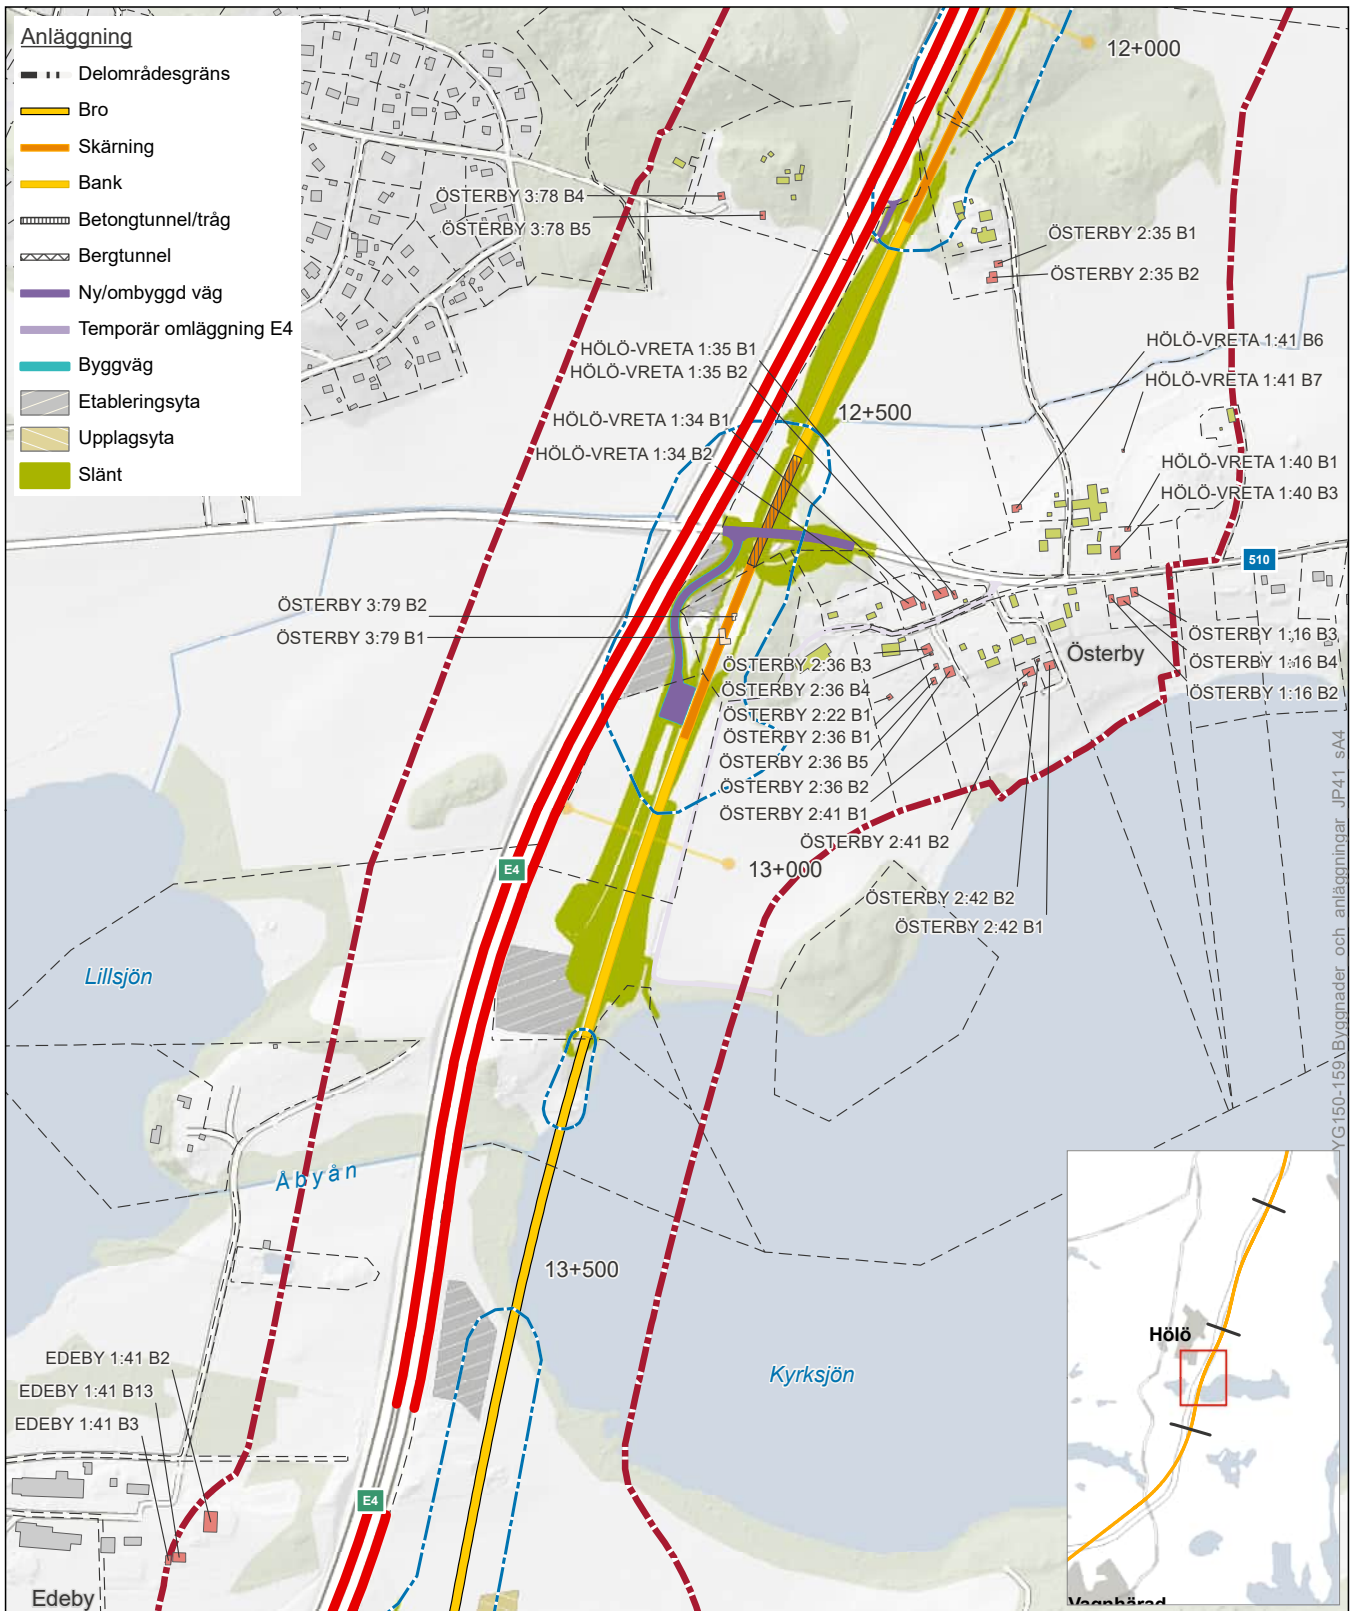 Anläggning
Delområdesgräns
Bro
Skärning
Bank
Betongtunnel/tråg
Bergtunnel
Ny/ombyggd väg
Temporär omläggning E4
Byggväg
Etableringsyta
Upplagsyta
Slänt
12+000
ÖSTERBY 3:78 B4
ÖSTERBY 3:78 B5
ÖSTERBY 2:35 B1
ÖSTERBY 2:35 B2
HÖLÖ-VRETA 1:35 B1
HÖLÖ-VRETA 1:35 B2
HÖLÖ-VRETA 1:41 B6
HÖLÖ-VRETA 1:41 B7
12+500
HÖLÖ-VRETA 1:34 B1
HÖLÖ-VRETA 1:34 B2
HÖLÖ-VRETA 1:40 B1
HÖLÖ-VRETA 1:40 B3
510
ÖSTERBY 3:79 B2
ÖSTERBY 3:79 B1
ÖSTERBY 1:16 B3
Österby
ÖSTERBY 1:16 B4
ÖSTERBY 1:16 B2
ÖSTERBY 2:36 B3
ÖSTERBY 2:36 B4
ÖSTERBY 2:22 B1
ÖSTERBY 2:36 B1
ÖSTERBY 2:36 B5
ÖSTERBY 2:36 B2
ÖSTERBY 2:41 B1
ÖSTERBY 2:41 B2
E4
13+000
ÖSTERBY 2:42 B2
ÖSTERBY 2:42 B1
Lillsjön
Åbyån
13+500
Kyrksjön
EDEBY 1:41 B2
EDEBY 1:41 B13
EDEBY 1:41 B3
E4
Edeby
Hölö
Vagnhärad
YG150-159\Byggnader och anläggningar JP41 sA4